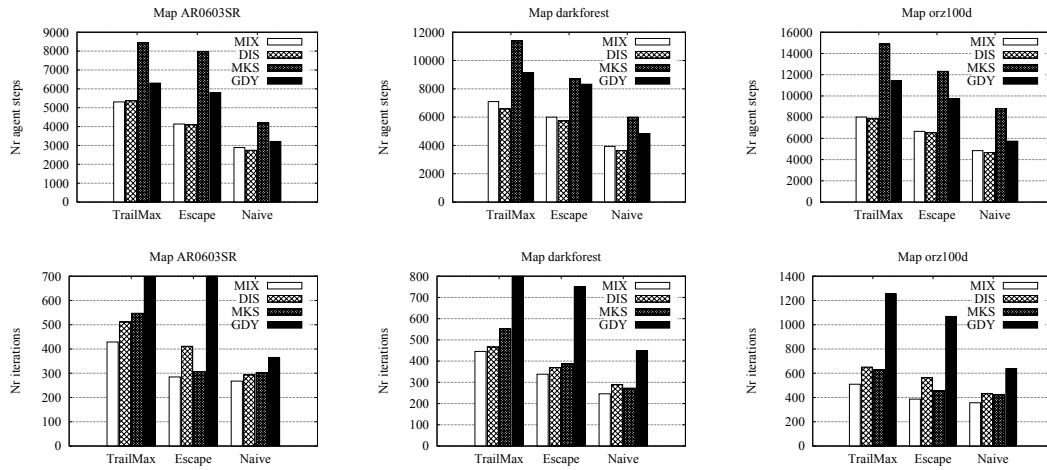 Map AR0603SR
Nr agent steps
9000
8000
7000
6000
5000
4000
3000
2000
1000
0
MIX
DIS
MKS
GDY
TrailMax Escape Naive
Map darkforest
Nr agent steps
12000
10000
8000
6000
4000
2000
0
MIX
DIS
MKS
GDY
TrailMax Escape Naive
Map orz100d
Nr agent steps
16000
14000
12000
10000
8000
6000
4000
2000
0
MIX
DIS
MKS
GDY
TrailMax Escape Naive
Map AR0603SR
Nr iterations
700
600
500
400
300
200
100
0
MIX
DIS
MKS
GDY
TrailMax Escape Naive
Map darkforest
Nr iterations
800
700
600
500
400
300
200
100
0
MIX
DIS
MKS
GDY
TrailMax Escape Naive
Map orz100d
Nr iterations
1400
1200
1000
800
600
400
200
0
MIX
DIS
MKS
GDY
TrailMax Escape Naive